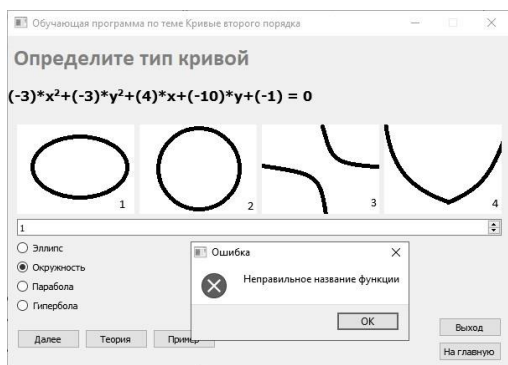 Обучающая программа по теме Кривые второго порядка
Определите тип кривой
(-3)*x²+(-3)*y²+(4)*x+(-10)*y+(-1) = 0
1
2
3
4
1
Эллипс
Окружность
Парабола
Гипербола
Ошибка
Неправильное название функции
OK
Далее
Теория
Пример
Выход
На главную